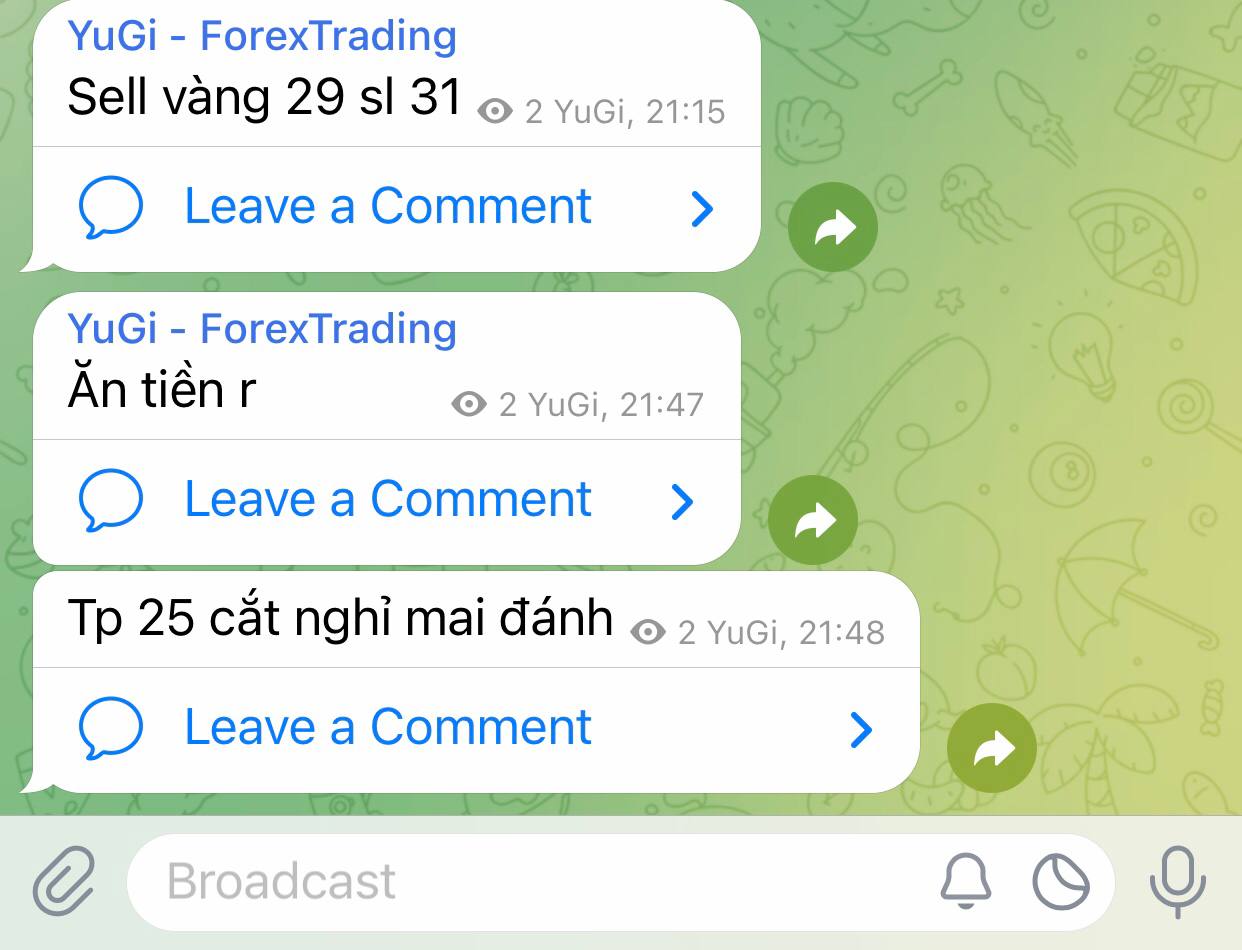 YuGi - ForexTrading
Sell vàng 29 sl 31 2 YuGi, 21:15
Leave a Comment
YuGi - ForexTrading
Ăn tiền r 2 YuGi, 21:47
Leave a Comment
Tp 25 cắt nghỉ mai đánh 2 YuGi, 21:48
Leave a Comment
Broadcast